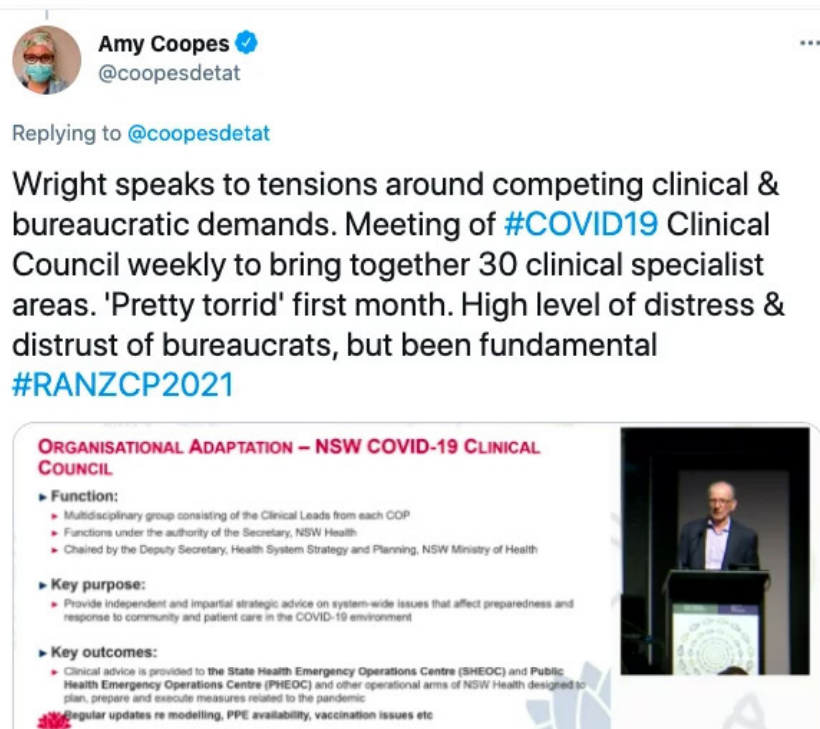 Amy Coopes
@coopesdetat
Replying to @coopesdetat
Wright speaks to tensions around competing clinical &
bureaucratic demands. Meeting of #COVID19 Clinical
Council weekly to bring together 30 clinical specialist
areas. 'Pretty torrid' first month. High level of distress &
distrust of bureaucrats, but been fundamental
#RANZCP2021
ORGANISATIONAL ADAPTATION – NSW COVID-19 CLINICAL
COUNCIL
Function:
Multidisciplinary group consisting of the Clinical Leads from each COP
Functions under the authority of the Secretary, NSW Health
Chaired by the Deputy Secretary, Health System Strategy and Planning, NSW Ministry of Health
Key purpose:
Provide independent and impartial strategic advice on system-wide issues that affect preparedness and
response to community and patient care in the COVID-19 environment
Key outcomes:
Clinical advice is provided to the State Health Emergency Operations Centre (SHEOC) and Public
Health Emergency Operations Centre (PHEOC) and other operational arms of NSW Health designed to
plan, prepare and execute measures related to the pandemic
Regular updates re modelling, PPE availability, vaccination issues etc